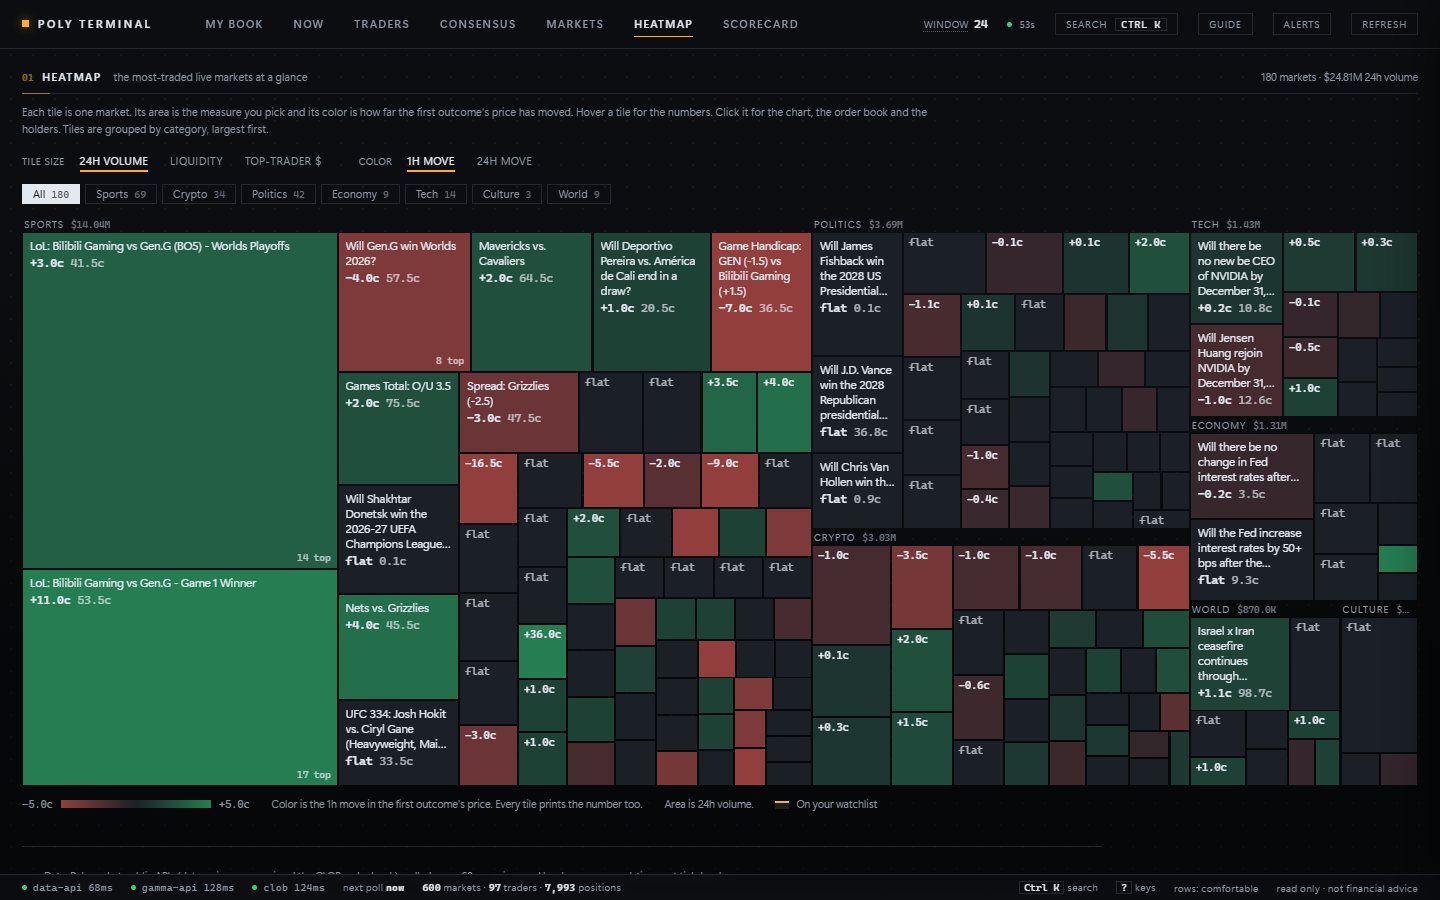 POLY TERMINAL MY BOOK NOW TRADERS CONSENSUS MARKETS HEATMAP SCORECARD WINDOW 24 53s SEARCH CTRL K GUIDE ALERTS REFRESH
01 HEATMAP the most-traded live markets at a glance 180 markets · $24.81M 24h volume
Each tile is one market. Its area is the measure you pick and its color is how far the first outcome's price has moved. Hover a tile for the numbers. Click it for the chart, the order book and the
holders. Tiles are grouped by category, largest first.
TILE SIZE 24H VOLUME LIQUIDITY TOP-TRADER $ COLOR 1H MOVE 24H MOVE
All 180 Sports 69 Crypto 34 Politics 42 Economy 9 Tech 14 Culture 3 World 9
SPORTS $14.04M
LoL: Bilibili Gaming vs Gen.G (BO5) - Worlds Playoffs
+3.0c 41.5c
14 top
LoL: Bilibili Gaming vs Gen.G - Game 1 Winner
+11.0c 53.5c
17 top
Will Gen.G win Worlds
2026?
−4.0c 57.5c
8 top
Mavericks vs.
Cavaliers
+2.0c 64.5c
Will Deportivo
Pereira vs. América
de Cali end in a
draw?
+1.0c 20.5c
Game Handicap:
GEN (-1.5) vs
Bilibili Gaming
(+1.5)
−7.0c 36.5c
Games Total: O/U 3.5
+2.0c 75.5c
Spread: Grizzlies
(-2.5)
−3.0c 47.5c
flat
flat
+3.5c
+4.0c
Will Shakhtar
Donetsk win the
2026-27 UEFA
Champions League...
flat 0.1c
Nets vs. Grizzlies
+4.0c 45.5c
UFC 334: Josh Hokit
vs. Ciryl Gane
(Heavyweight, Mai...
flat 33.5c
−16.5c
flat
−5.5c
−2.0c
−9.0c
flat
flat
flat
+2.0c
flat
flat
flat
flat
flat
flat
flat
+36.0c
flat
+1.0c
−3.0c
+1.0c
POLITICS $3.69M
Will James
Fishback win
the 2028 US
Presidential...
flat 0.1c
Will J.D. Vance
win the 2028
Republican
presidential...
flat 36.8c
Will Chris Van
Hollen win th...
flat 0.9c
flat
−0.1c
+0.1c
+2.0c
−1.1c
+0.1c
flat
flat
flat
flat
flat
−1.0c
flat
−0.4c
flat
CRYPTO $3.03M
−1.0c
−3.5c
−1.0c
−1.0c
flat
−5.5c
+0.1c
+2.0c
flat
−0.6c
+0.3c
+1.5c
flat
TECH $1.43M
Will there be
no new be CEO
of NVIDIA by
December 31,...
+0.2c 10.8c
Will Jensen
Huang rejoin
NVIDIA by
December 31,...
−1.0c 12.6c
+0.5c
+0.3c
−0.1c
−0.5c
+1.0c
ECONOMY $1.31M
Will there be no
change in Fed
interest rates after...
−0.2c 3.5c
Will the Fed increase
interest rates by 50+
bps after the...
flat 9.3c
flat
flat
flat
flat
WORLD $870.0K
Israel x Iran
ceasefire
continues
through...
+1.1c 98.7c
flat
flat
+1.0c
+1.0c
CULTURE $...
flat
−5.0c +5.0c Color is the 1h move in the first outcome's price. Every tile prints the number too. Area is 24h volume. On your watchlist
data-api 68ms gamma-api 128ms clob 124ms next poll now 600 markets · 97 traders · 7,993 positions Ctrl K search ? keys rows: comfortable read only · not financial advice